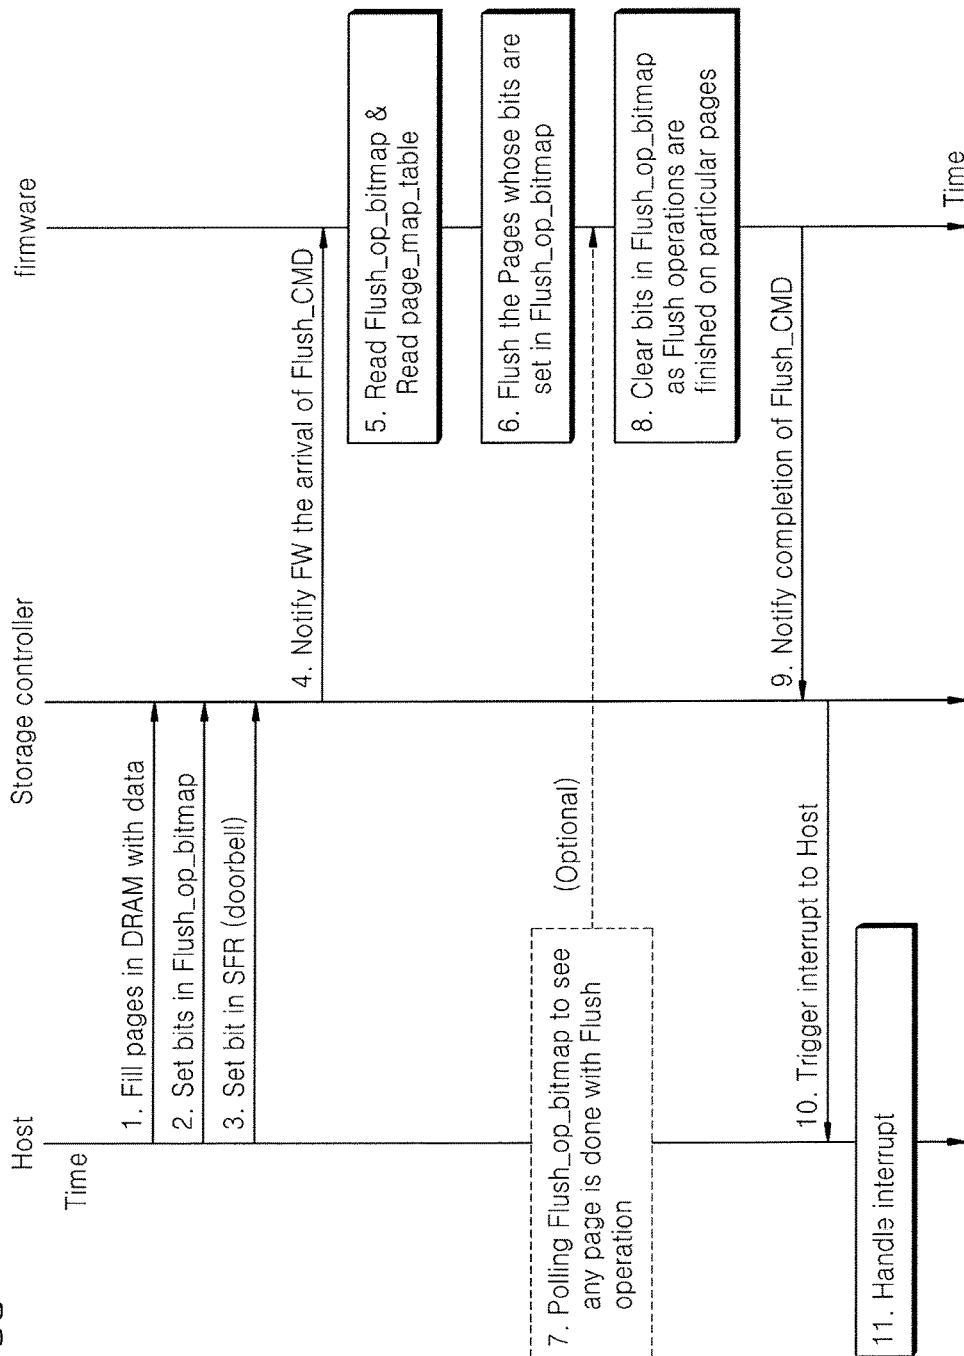 Host
Storage controller
firmware
Time
1. Fill pages in DRAM with data
2. Set bits in Flush_op_bitmap
3. Set bit in SFR (doorbell)
4. Notify FW the arrival of Flush_CMD
5. Read Flush_op_bitmap &
Read page_map_table
6. Flush the Pages whose bits are
set in Flush_op_bitmap
7. Polling Flush_op_bitmap to see
any page is done with Flush
operation
(Optional)
8. Clear bits in Flush_op_bitmap
as Flush operations are
finished on particular pages
9. Notify completion of Flush_CMD
10. Trigger interrupt to Host
11. Handle interrupt
Time